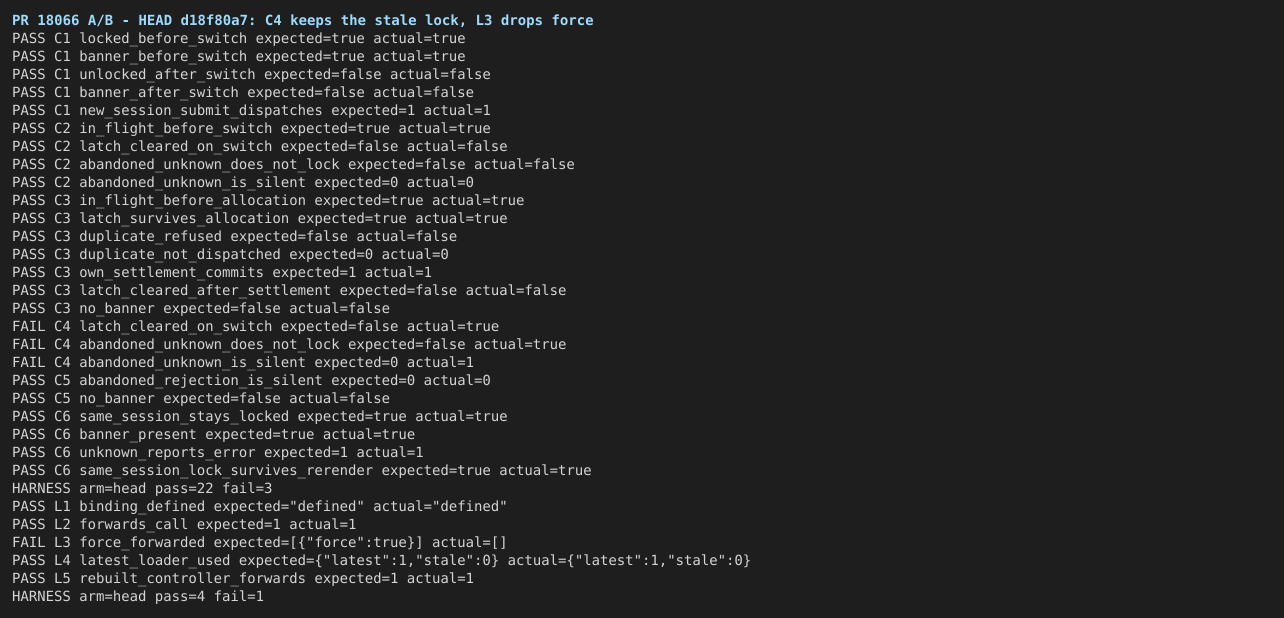 PR 18066 A/B - HEAD d18f80a7: C4 keeps the stale lock, L3 drops force
PASS C1 locked_before_switch expected=true actual=true
PASS C1 banner_before_switch expected=true actual=true
PASS C1 unlocked_after_switch expected=false actual=false
PASS C1 banner_after_switch expected=false actual=false
PASS C1 new_session_submit_dispatches expected=1 actual=1
PASS C2 in_flight_before_switch expected=true actual=true
PASS C2 latch_cleared_on_switch expected=false actual=false
PASS C2 abandoned_unknown_does_not_lock expected=false actual=false
PASS C2 abandoned_unknown_is_silent expected=0 actual=0
PASS C3 in_flight_before_allocation expected=true actual=true
PASS C3 latch_survives_allocation expected=true actual=true
PASS C3 duplicate_refused expected=false actual=false
PASS C3 duplicate_not_dispatched expected=0 actual=0
PASS C3 own_settlement_commits expected=1 actual=1
PASS C3 latch_cleared_after_settlement expected=false actual=false
PASS C3 no_banner expected=false actual=false
FAIL C4 latch_cleared_on_switch expected=false actual=true
FAIL C4 abandoned_unknown_does_not_lock expected=false actual=true
FAIL C4 abandoned_unknown_is_silent expected=0 actual=1
PASS C5 abandoned_rejection_is_silent expected=0 actual=0
PASS C5 no_banner expected=false actual=false
PASS C6 same_session_stays_locked expected=true actual=true
PASS C6 banner_present expected=true actual=true
PASS C6 unknown_reports_error expected=1 actual=1
PASS C6 same_session_lock_survives_rerender expected=true actual=true
HARNESS arm=head pass=22 fail=3
PASS L1 binding_defined expected="defined" actual="defined"
PASS L2 forwards_call expected=1 actual=1
FAIL L3 force_forwarded expected=[{"force":true}] actual=[]
PASS L4 latest_loader_used expected={"latest":1,"stale":0} actual={"latest":1,"stale":0}
PASS L5 rebuilt_controller_forwards expected=1 actual=1
HARNESS arm=head pass=4 fail=1